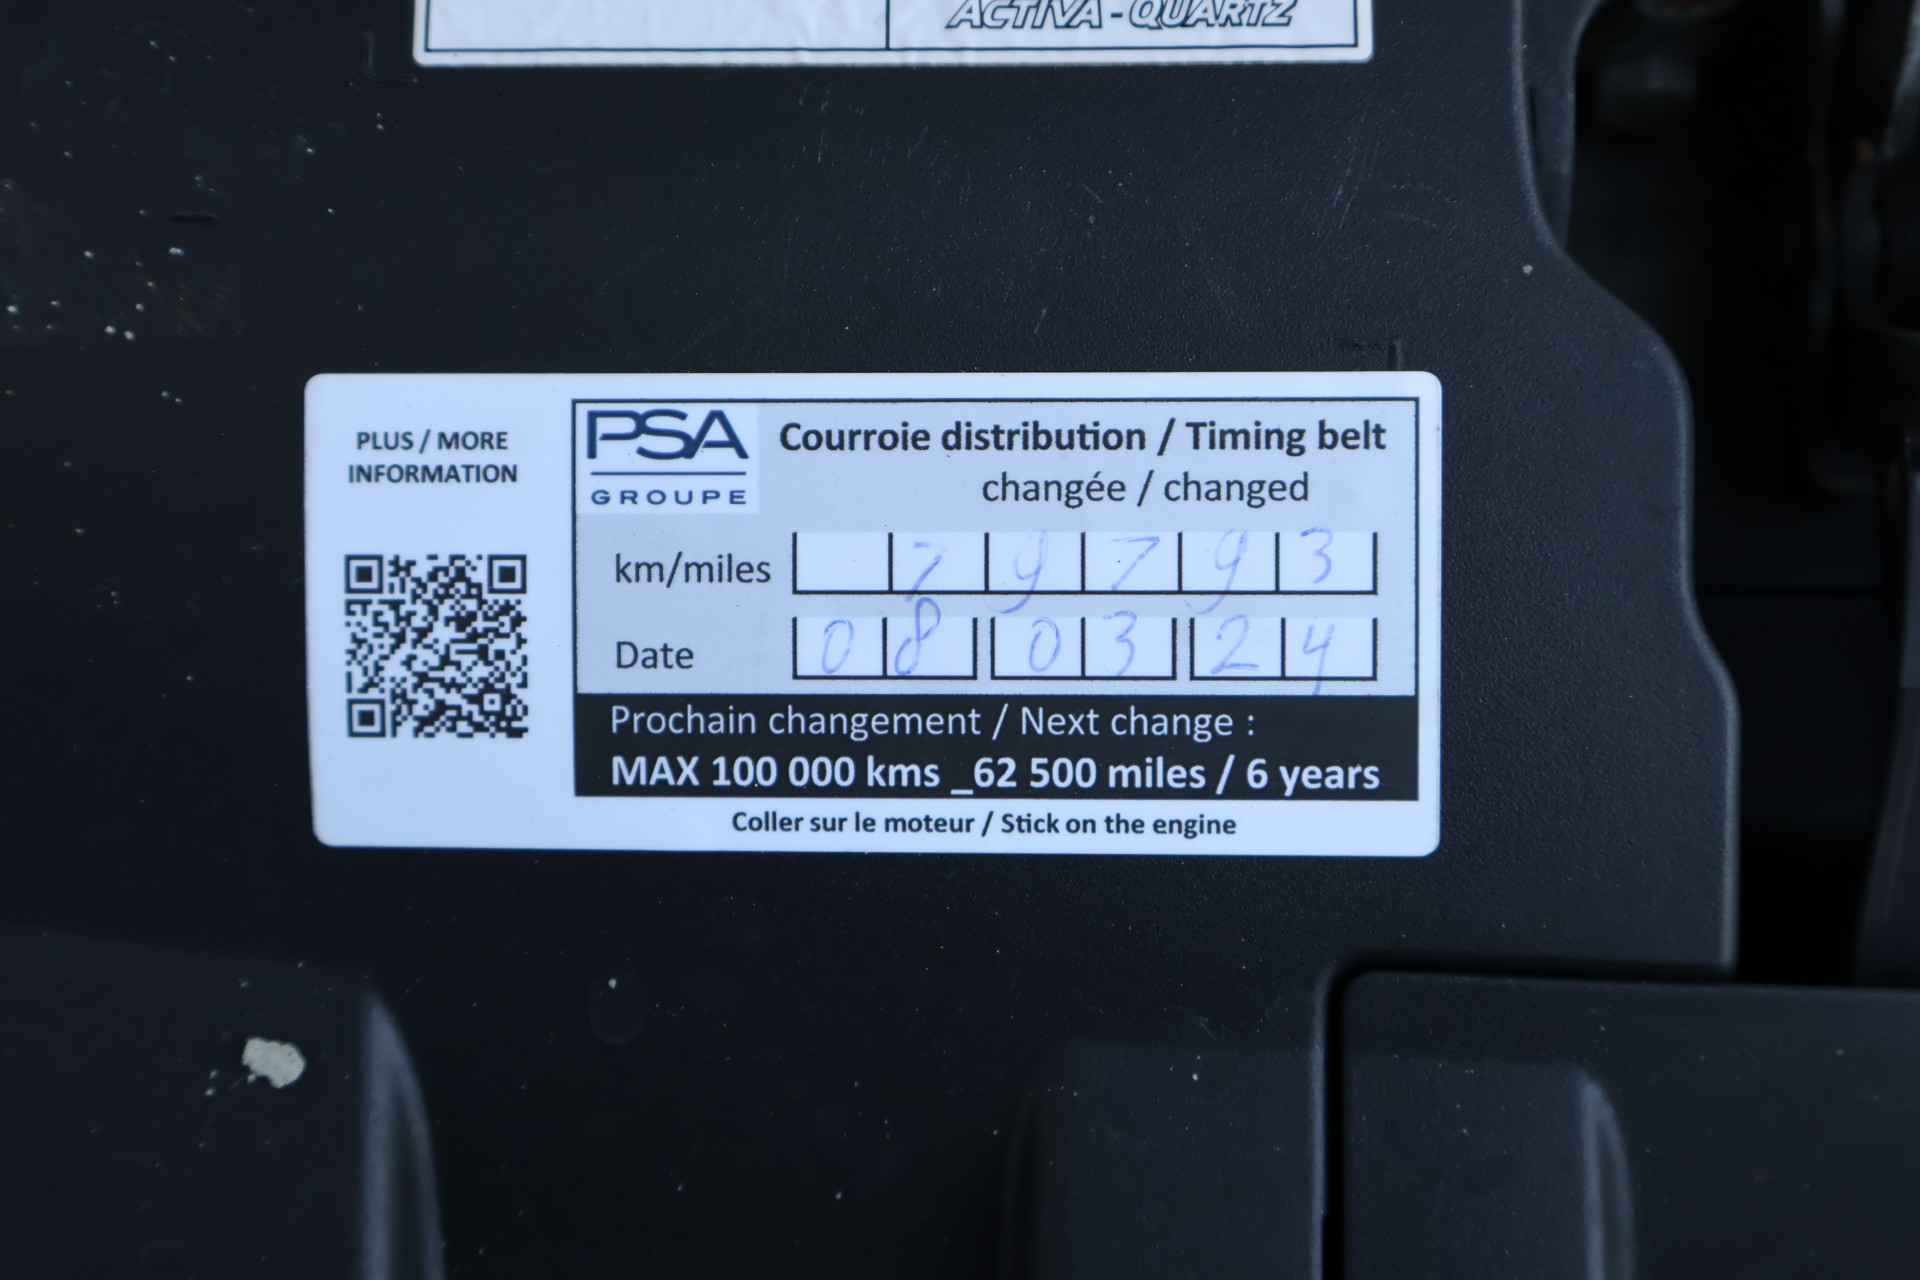 ACTIVA - QUARTZ
PLUS / MORE
INFORMATION
PSA
GROUPE
Courroie distribution / Timing belt
changée / changed
km/miles 79793
Date 08 03 24
Prochain changement / Next change :
MAX 100 000 kms _62 500 miles / 6 years
Coller sur le moteur / Stick on the engine